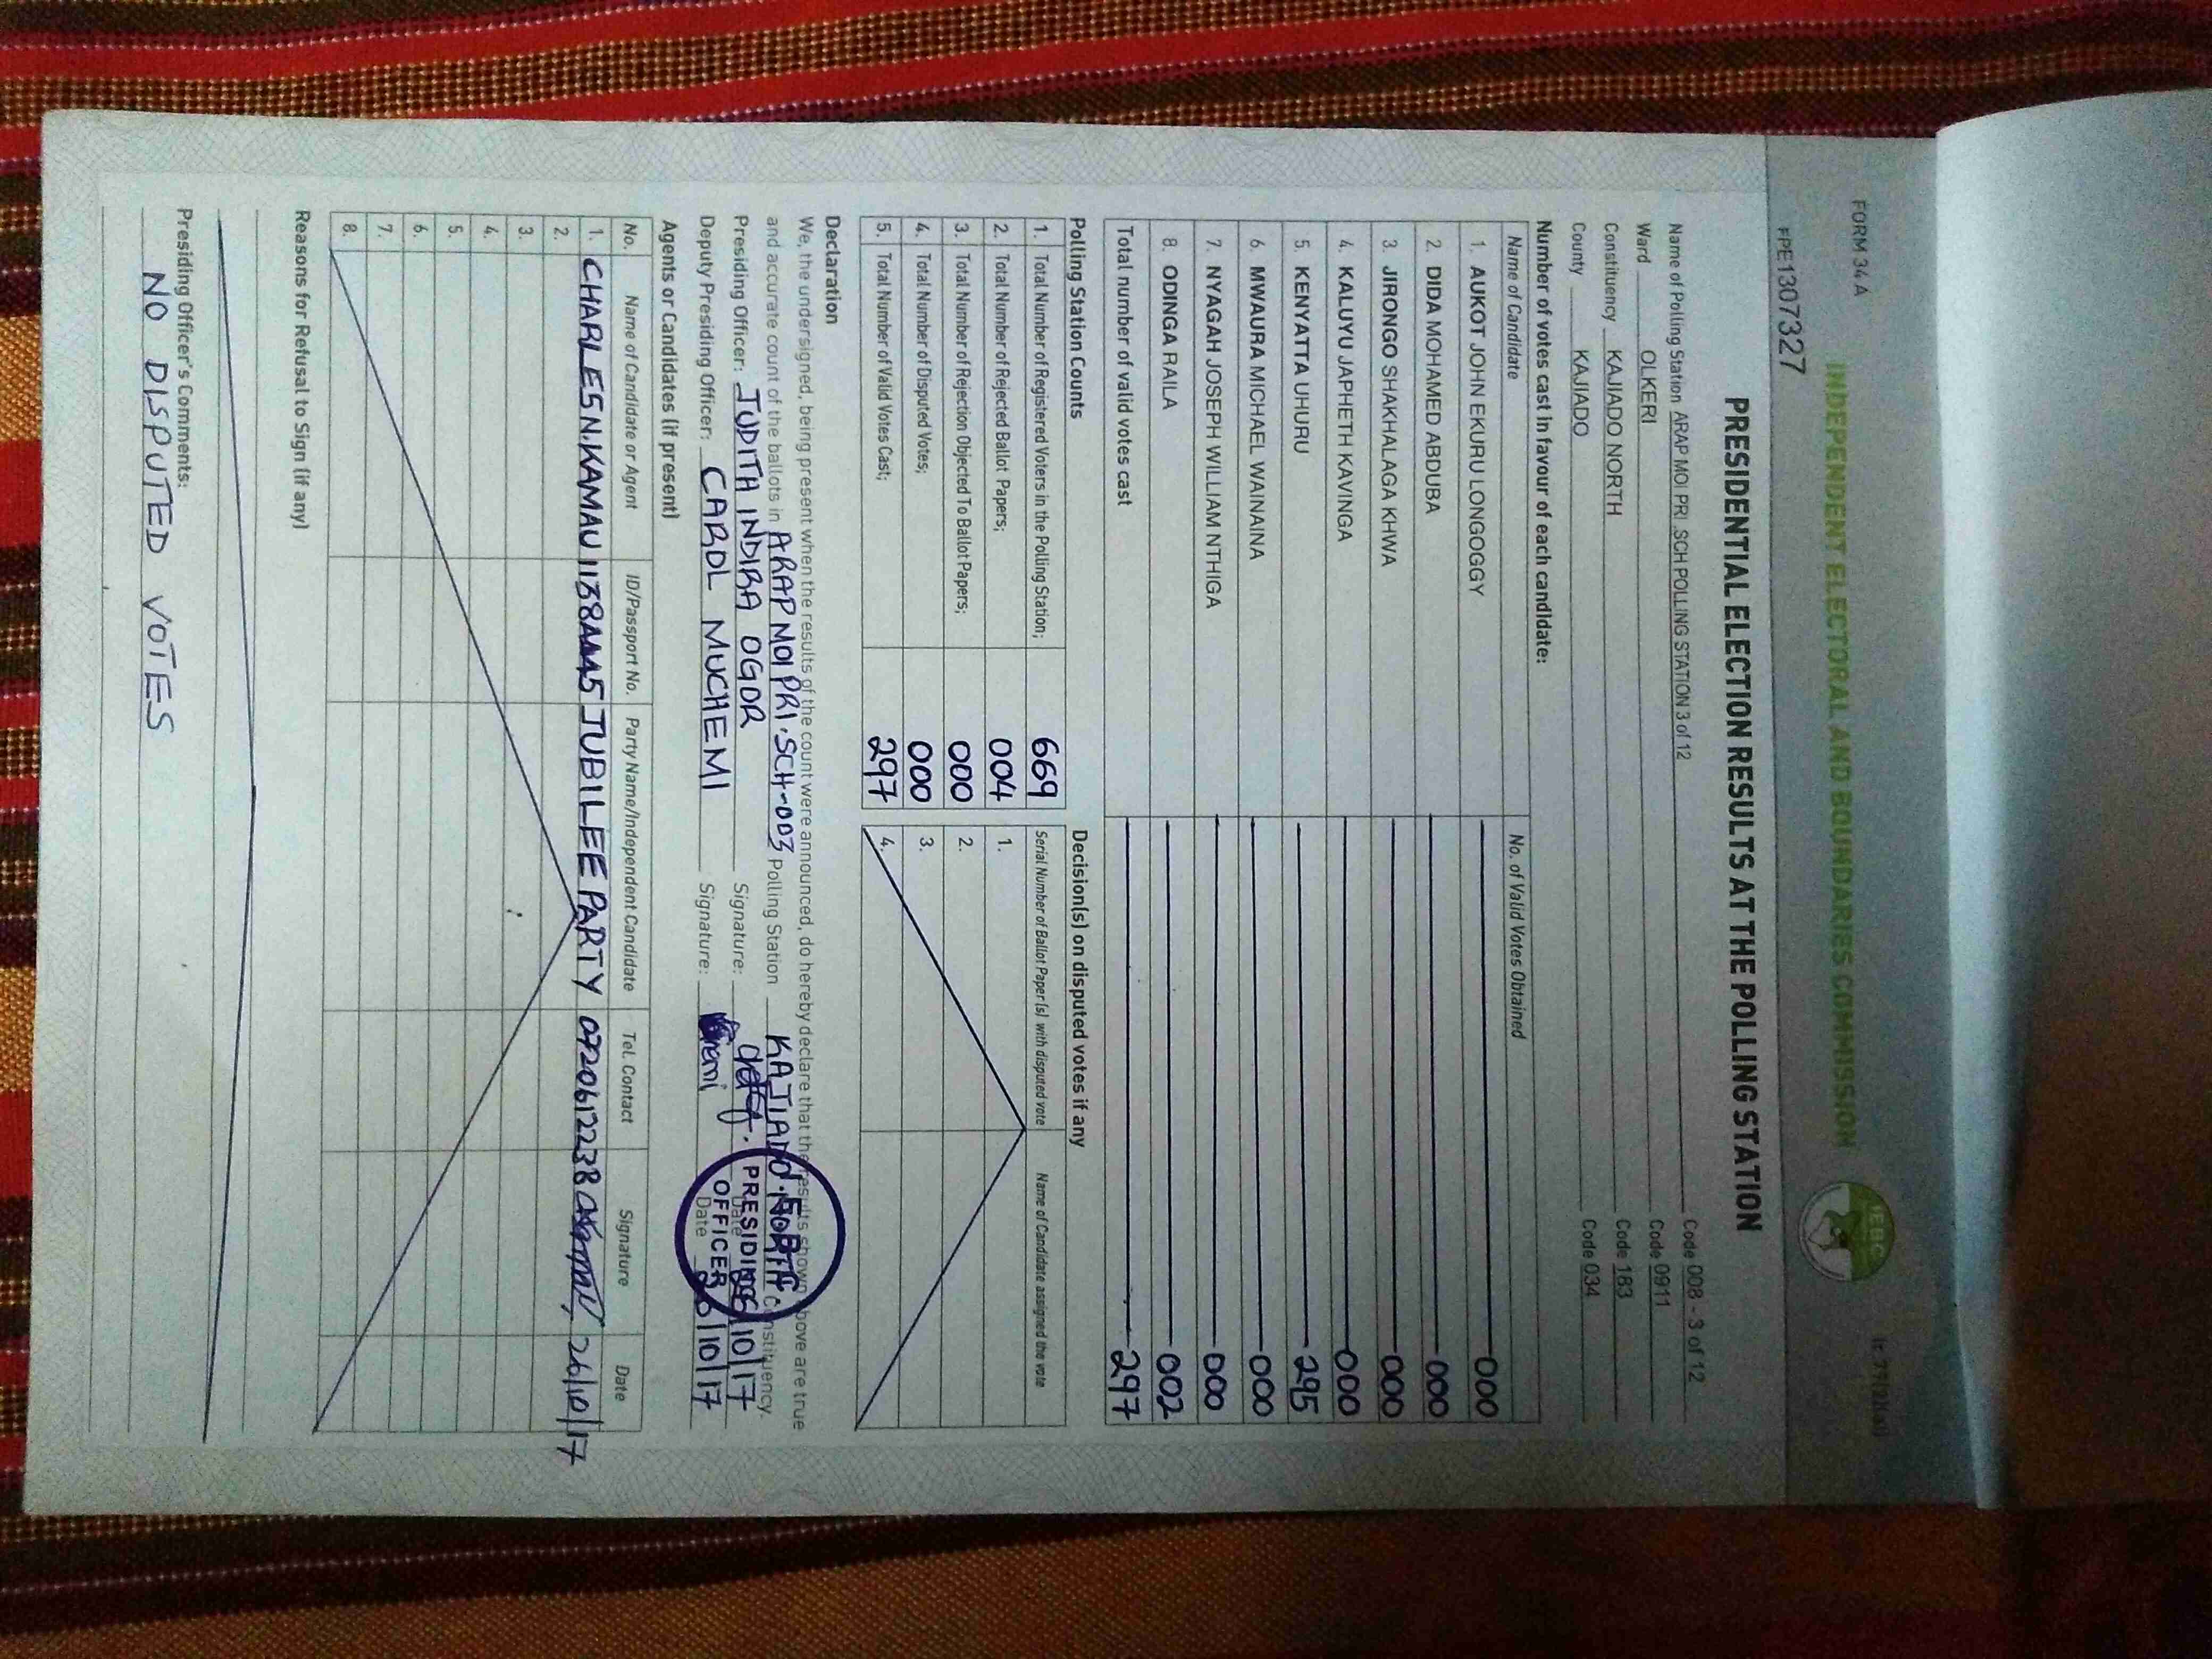 FORM 34 A
INDEPENDENT ELECTORAL AND BOUNDARIES COMMISSION
IEBC
PE1307327
PRESIDENTIAL ELECTION RESULTS AT THE POLLING STATION
Name of Polling Station ARAP MOI PRI .SCH POLLING STATION 3 of 12 Code 008 - 3 of 12
Ward OLKERI Code 0911
Constituency KAJIADO NORTH Code 183
County KAJIADO Code 034
Number of votes cast in favour of each candidate:
Name of Candidate No. of Valid Votes Obtained
1. AUKOT JOHN EKURU LONGOGGY 000
2. DIDA MOHAMED ABDUBA 000
3. JIRONGO SHAKHALAGA KHWA 000
4. KALUYU JAPHETH KAVINGA 000
5. KENYATTA UHURU 295
6. MWAURA MICHAEL WAINAINA 000
7. NYAGAH JOSEPH WILLIAM NTHIGA 000
8. ODINGA RAILA 002
Total number of valid votes cast 297
Polling Station Counts Decision(s) on disputed votes if any
1. Total Number of Registered Voters in the Polling Station; 669 Serial Number of Ballot Paper(s) with disputed vote Name of Candidate assigned the vote
2. Total Number of Rejected Ballot Papers; 004 1.
3. Total Number of Rejection Objected To Ballot Papers; 000 2.
4. Total Number of Disputed Votes; 000 3.
5. Total Number of Valid Votes Cast; 297 4.
Declaration
We, the undersigned, being present when the results of the count were announced, do hereby declare that the results shown above are true
and accurate count of the ballots in ARAP MOI PRI. SCH-003 Polling Station KAJIADO NORTH Constituency.
Presiding Officer: JUDITH INDIRA OGOR Signature: Date 26/10/17
Deputy Presiding Officer: CAROL MUCHEMI Signature: Date 26/10/17
PRESIDING
OFFICER
Agents or Candidates (if present)
No. Name of Candidate or Agent ID/Passport No. Party Name/Independent Candidate Tel. Contact Signature Date
1. CHARLES N. KAMAU JUBILEE PARTY 0720612238 26/10/17
2.
3.
4.
5.
6.
7.
8.
Reasons for Refusal to Sign (if any)
Presiding Officer's Comments:
NO DISPUTED VOTES